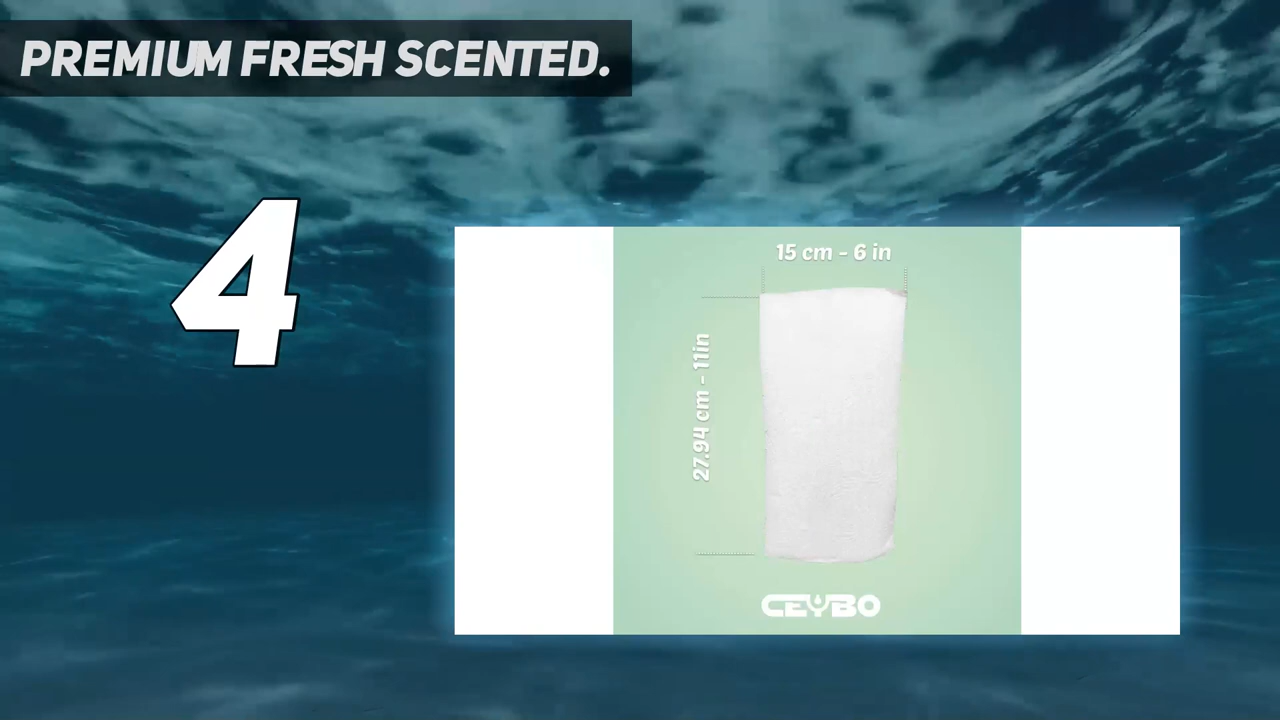 PREMIUM FRESH SCENTED.
4
15 cm - 6 in
27.94 cm - 11in
CEYBO